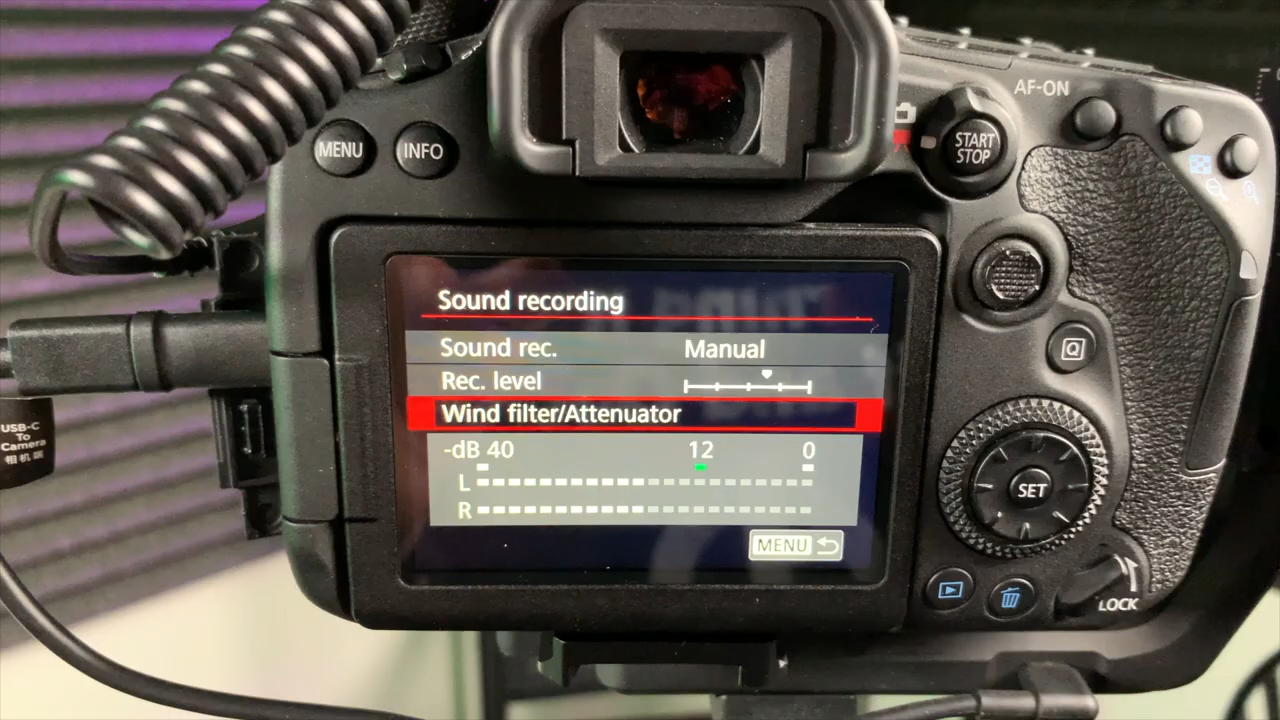 AF-ON
MENU INFO
START
STOP
Sound recording
Sound rec. Manual
Rec. level
Wind filter/Attenuator
-dB 40 12 0
L
R
MENU
Q
SET
LOCK
USB-C
To
Camera
相机端